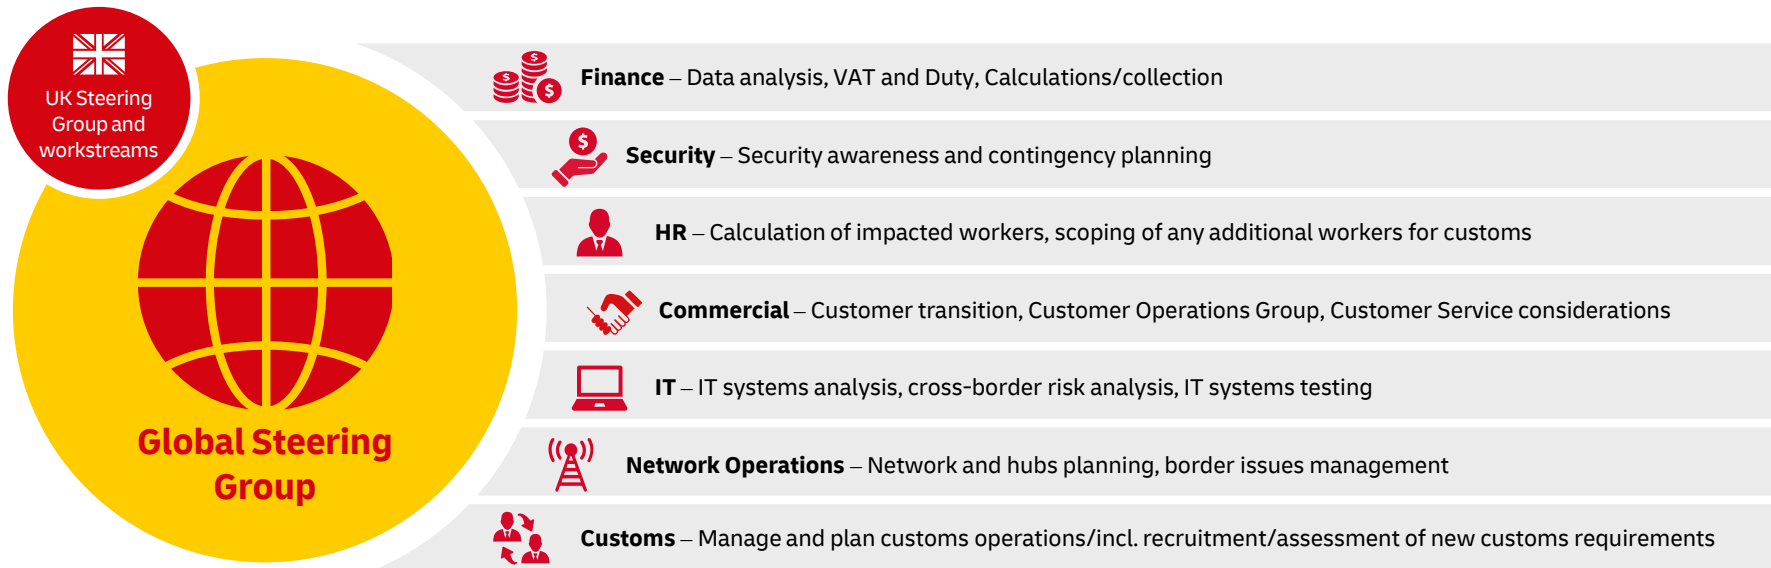 UK Steering
Group and
workstreams
Global Steering
Group
Finance – Data analysis, VAT and Duty, Calculations/collection
Security – Security awareness and contingency planning
HR – Calculation of impacted workers, scoping of any additional workers for customs
Commercial – Customer transition, Customer Operations Group, Customer Service considerations
IT – IT systems analysis, cross-border risk analysis, IT systems testing
Network Operations – Network and hubs planning, border issues management
Customs – Manage and plan customs operations/incl. recruitment/assessment of new customs requirements